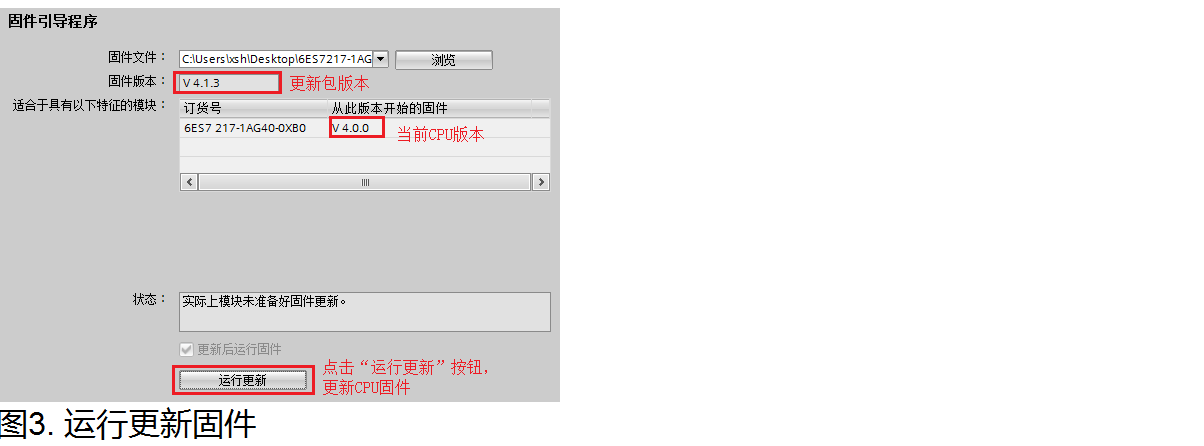 固件引导程序
固件文件： C:\Users\xsh\Desktop\6ES7217-1AG 浏览
固件版本： V 4.1.3 更新包版本
适合于具有以下特征的模块： 订货号 从此版本开始的固件
6ES7 217-1AG40-0XB0 V 4.0.0 当前CPU版本
状态： 实际上模块未准备好固件更新。
更新后运行固件
运行更新 点击“运行更新”按钮，
更新CPU固件
图3. 运行更新固件